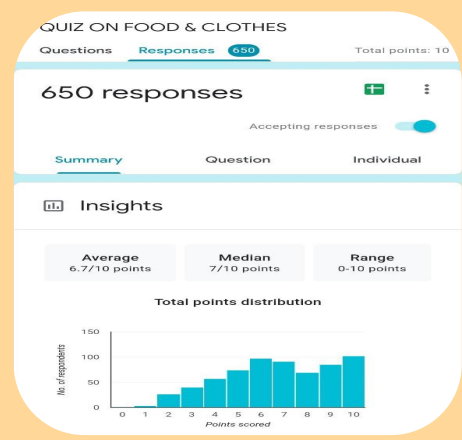 QUIZ ON FOOD & CLOTHES
Questions Responses 650 Total points: 10
650 responses
Accepting responses
Summary Question Individual
Insights
Average Median Range
6.7/10 points 7/10 points 0-10 points
Total points distribution
150
100
50
0
No. of respondents
0 1 2 3 4 5 6 7 8 9 10
Points scored